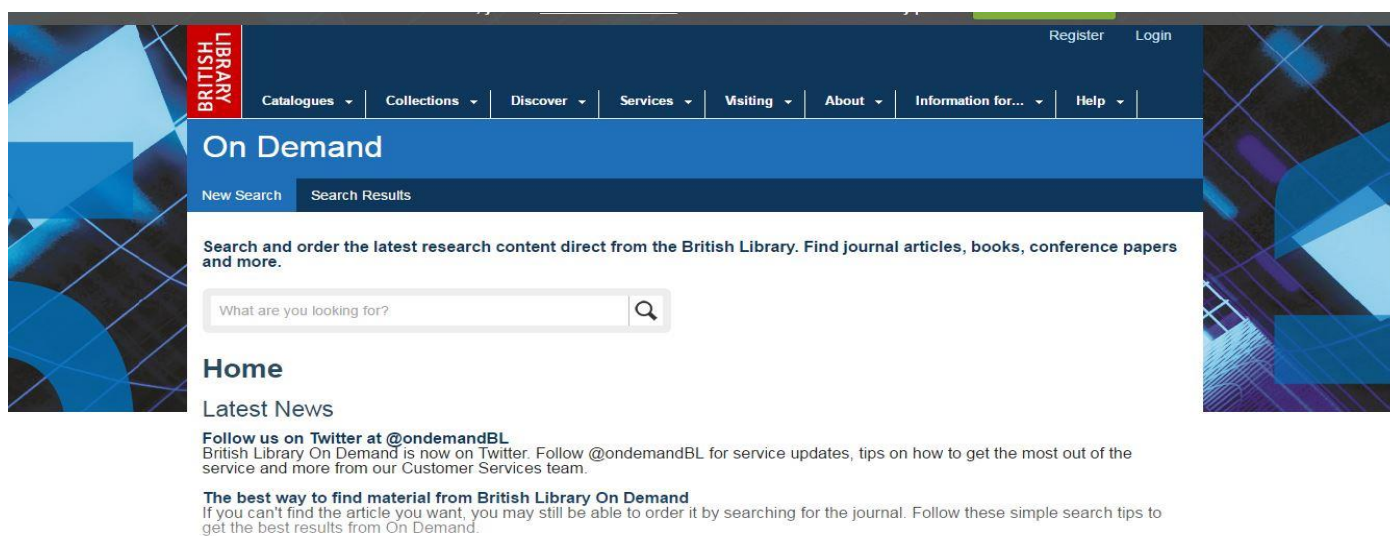 Register Login
BRITISH
LIBRARY
Catalogues Collections Discover Services Visiting About Information for... Help
On Demand
New Search Search Results
Search and order the latest research content direct from the British Library. Find journal articles, books, conference papers
and more.
What are you looking for?
Home
Latest News
Follow us on Twitter at @ondemandBL
British Library On Demand is now on Twitter. Follow @ondemandBL for service updates, tips on how to get the most out of the
service and more from our Customer Services team.
The best way to find material from British Library On Demand
If you can't find the article you want, you may still be able to order it by searching for the journal. Follow these simple search tips to
get the best results from On Demand.